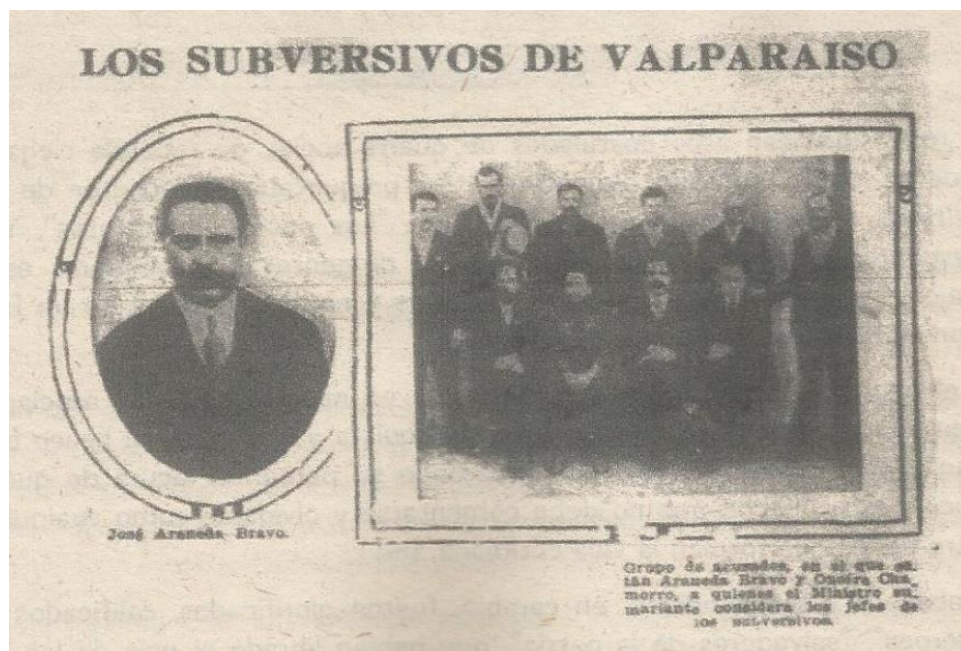 LOS SUBVERSIVOS DE VALPARAISO
José Araneda Bravo.
Grupo de acusados, en el que es-
tán Araneda Bravo y Oneira Cha-
morro, a quienes el Ministro su-
mariante considera los jefes de
los subversivos.